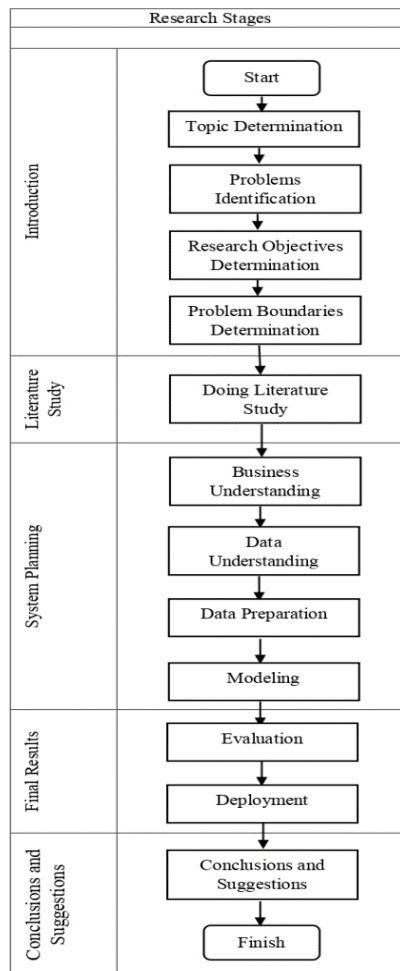 Research Stages
Introduction
Start
Topic Determination
Problems
Identification
Research Objectives
Determination
Problem Boundaries
Determination
Literature
Study
Doing Literature
Study
System Planning
Business
Understanding
Data
Understanding
Data Preparation
Modeling
Final Results
Evaluation
Deployment
Conclusions and
Suggestions
Conclusions and
Suggestions
Finish